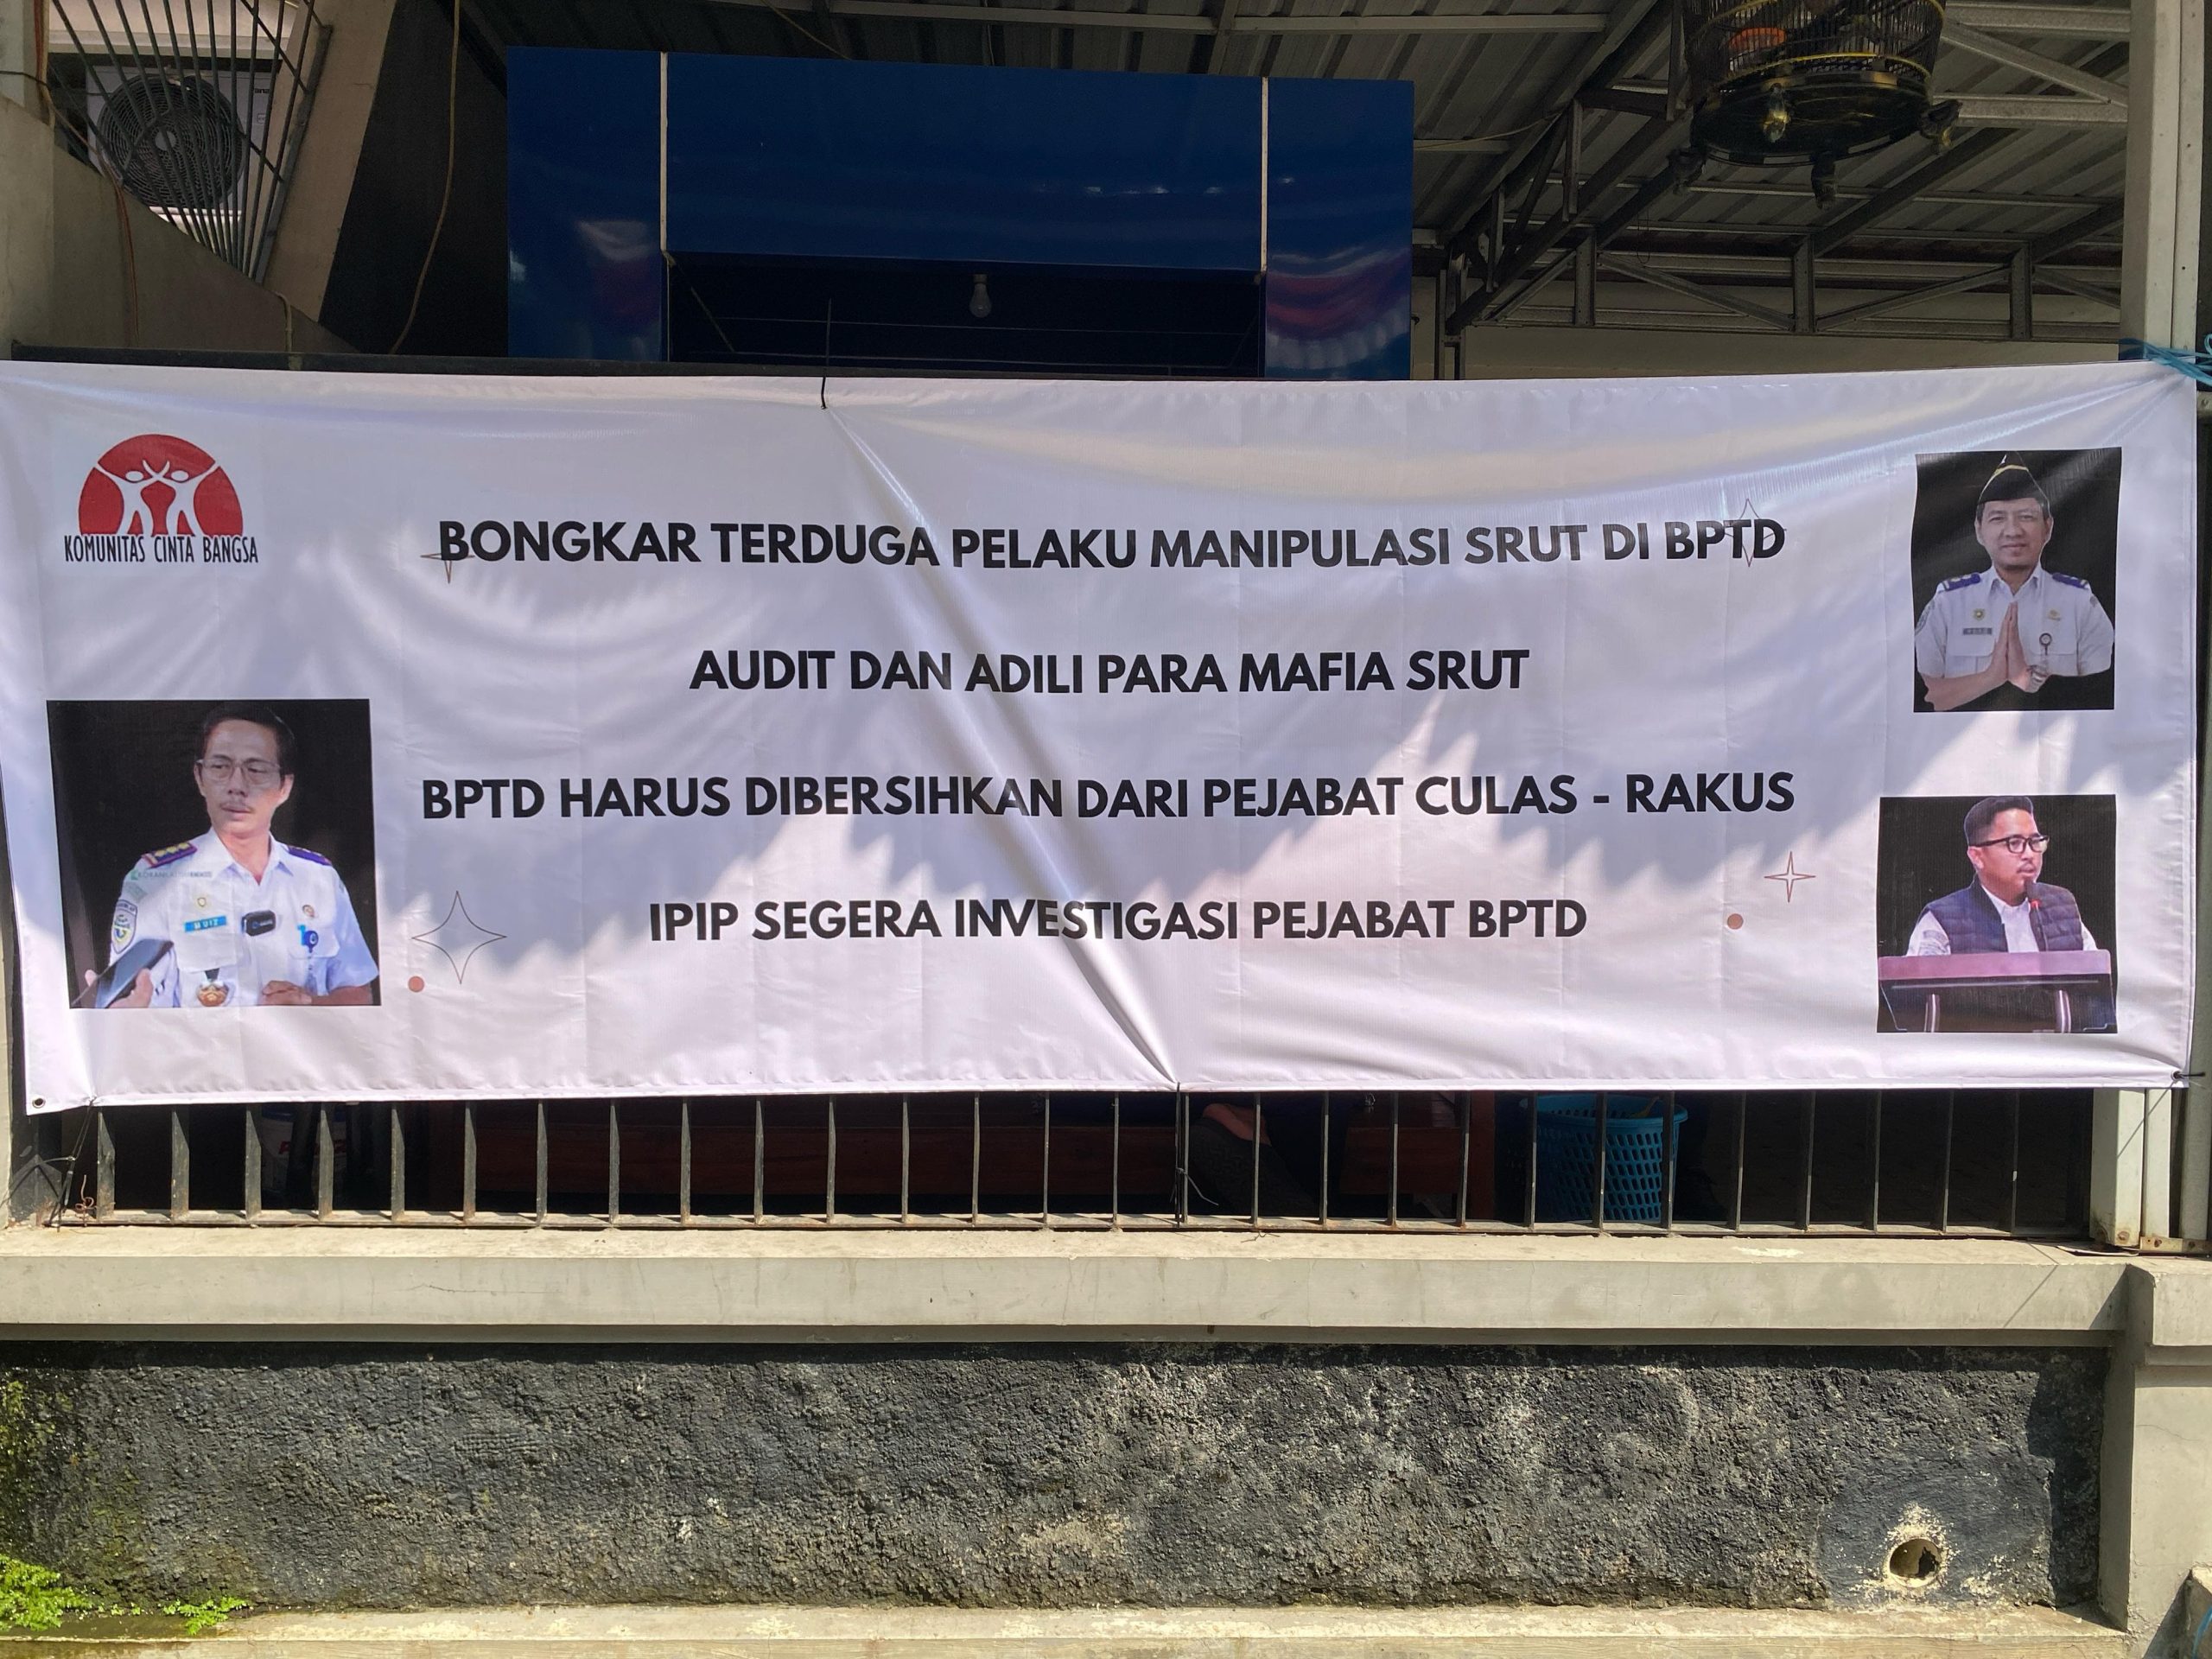 KOMUNITAS CINTA BANGSA
BONGKAR TERDUGA PELAKU MANIPULASI SRUT DI BPTD
AUDIT DAN ADILI PARA MAFIA SRUT
BPTD HARUS DIBERSIHKAN DARI PEJABAT CULAS - RAKUS
IPIP SEGERA INVESTIGASI PEJABAT BPTD
MUIZ